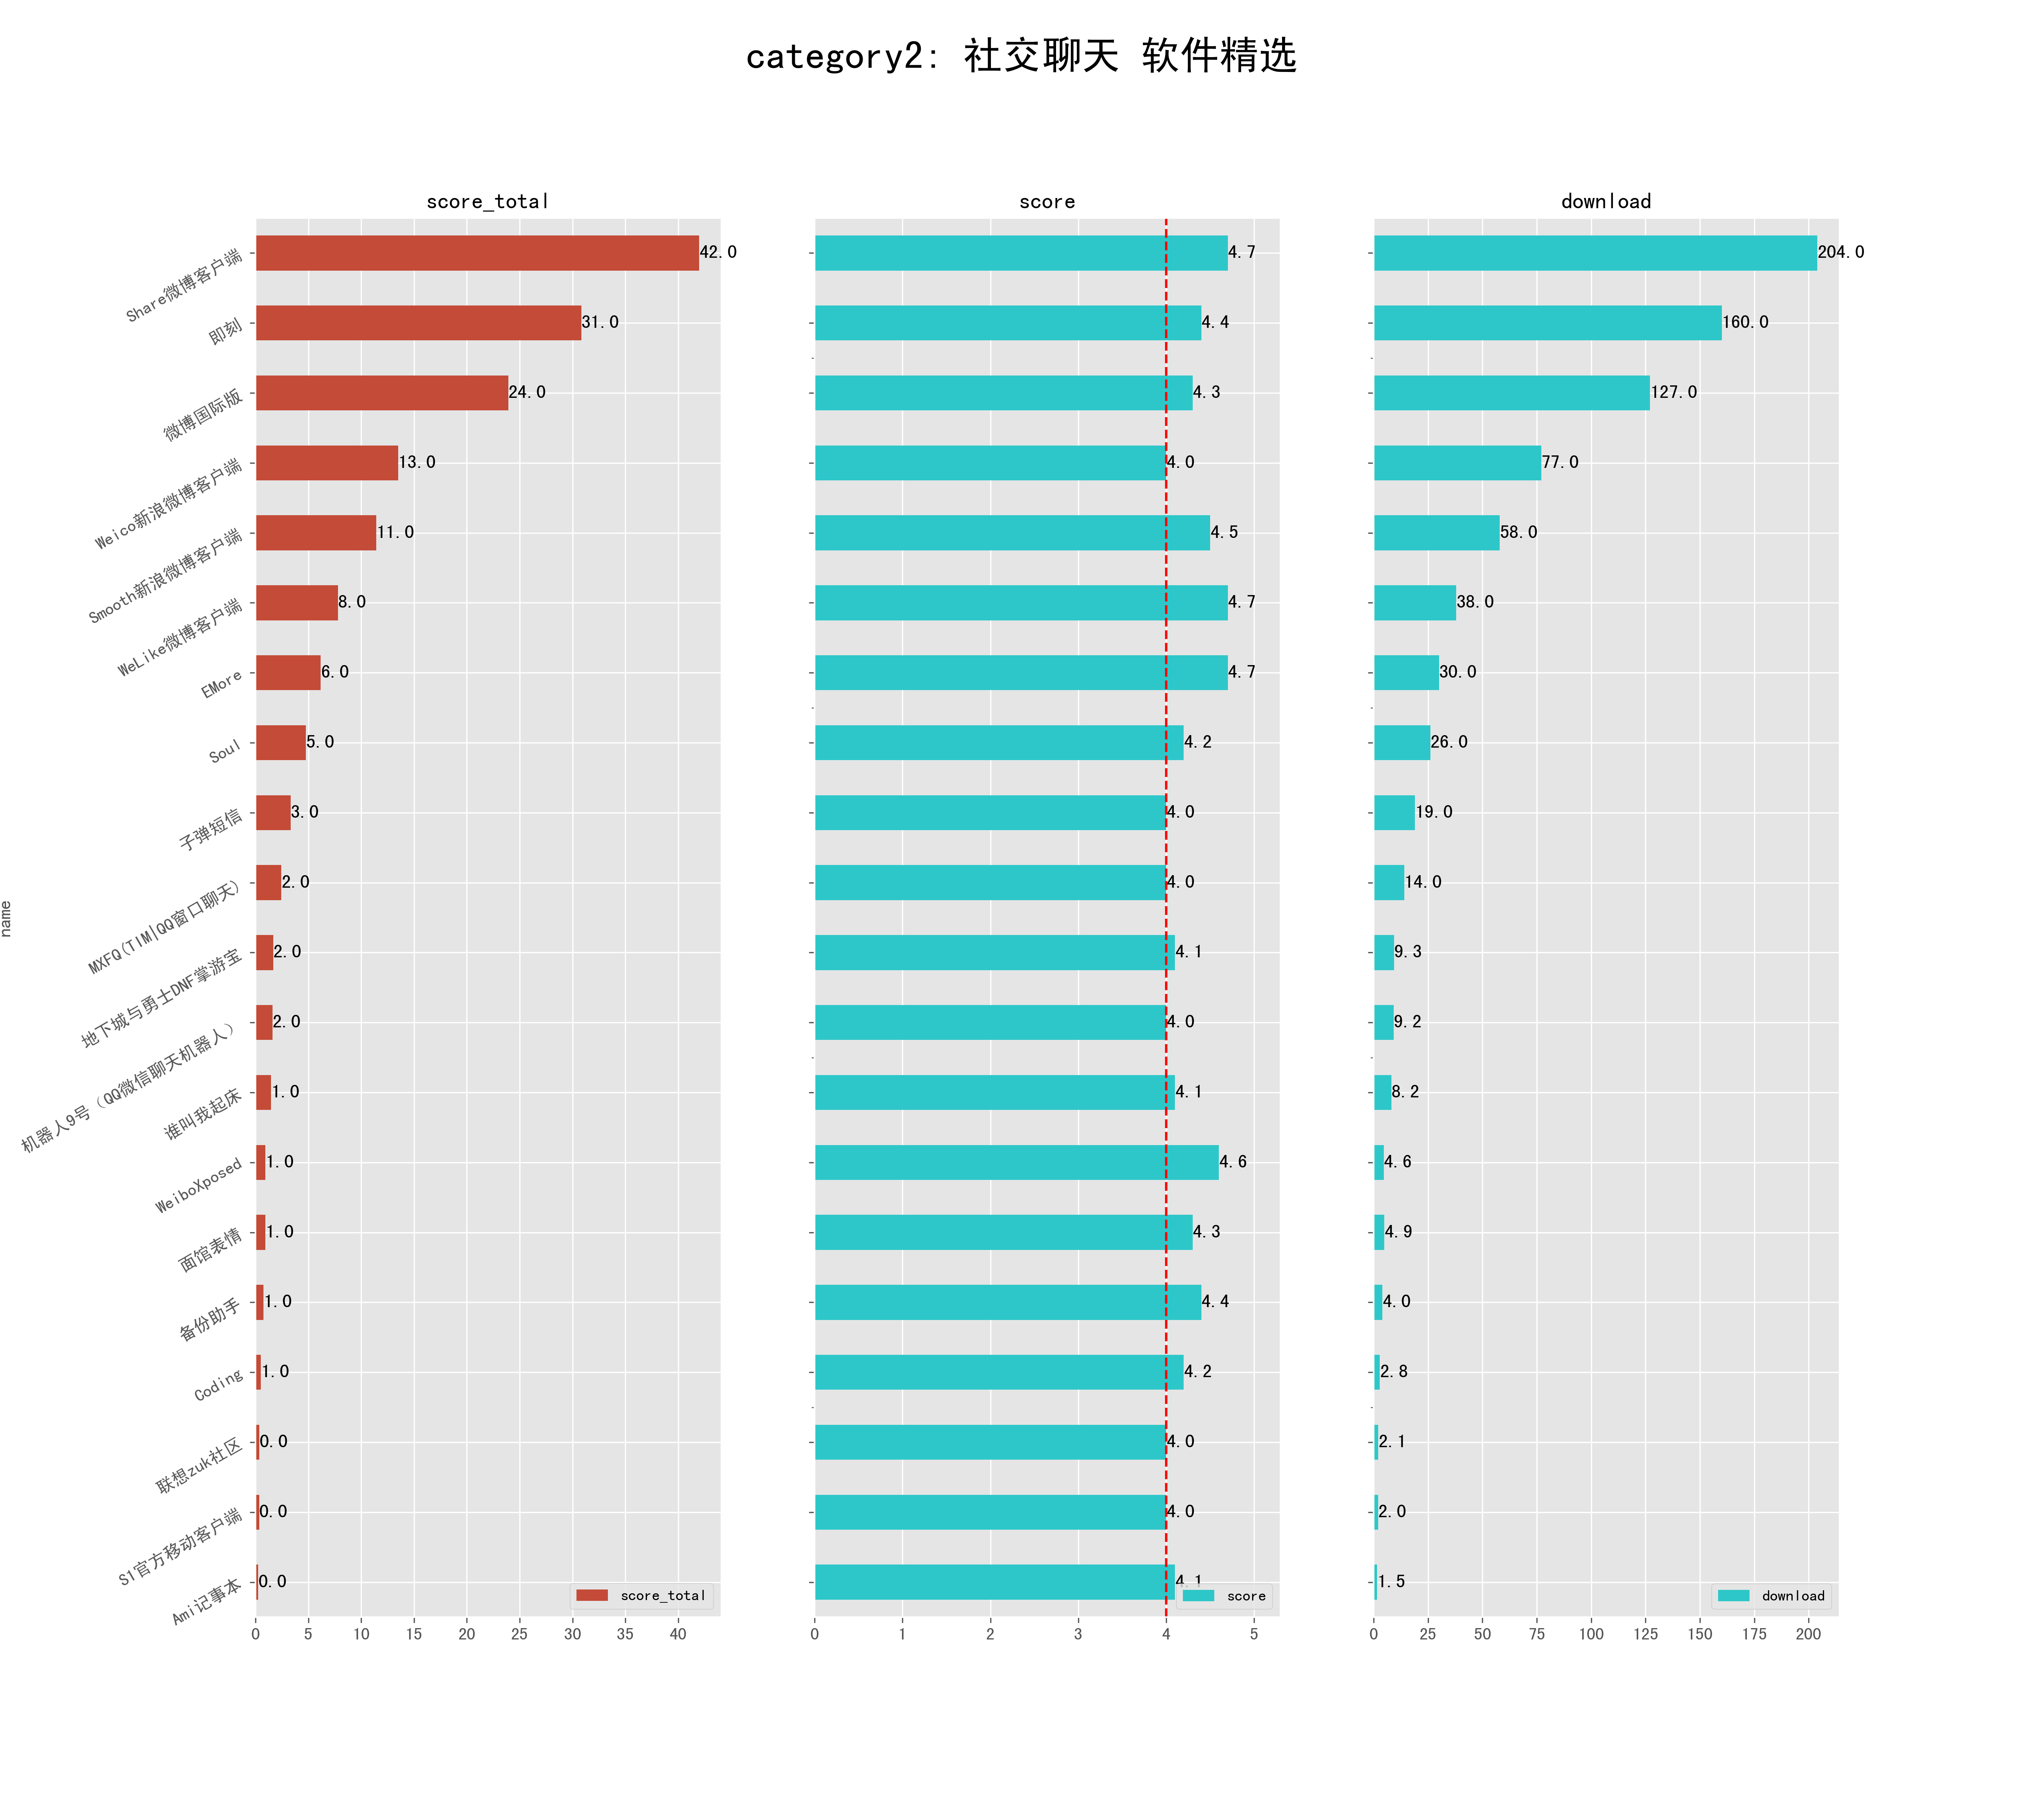 category2: 社交聊天 软件精选
score_total
score
download
name
Share微博客户端
42.0
4.7
204.0
即刻
31.0
4.4
160.0
微博国际版
24.0
4.3
127.0
Weico新浪微博客户端
13.0
4.0
77.0
Smooth新浪微博客户端
11.0
4.5
58.0
WeLike微博客户端
8.0
4.7
38.0
EMore
6.0
4.7
30.0
Soul
5.0
4.2
26.0
子弹短信
3.0
4.0
19.0
MXFQ(TIM|QQ窗口聊天)
2.0
4.0
14.0
地下城与勇士DNF掌游宝
2.0
4.1
9.3
机器人9号（QQ微信聊天机器人）
2.0
4.0
9.2
谁叫我起床
1.0
4.1
8.2
WeiboXposed
1.0
4.6
4.6
面馆表情
1.0
4.3
4.9
备份助手
1.0
4.4
4.0
Coding
1.0
4.2
2.8
联想zuk社区
0.0
4.0
2.1
S1官方移动客户端
0.0
4.0
2.0
Ami记事本
0.0
4.1
1.5
score_total
score
download
0 5 10 15 20 25 30 35 40
0 1 2 3 4 5
0 25 50 75 100 125 150 175 200